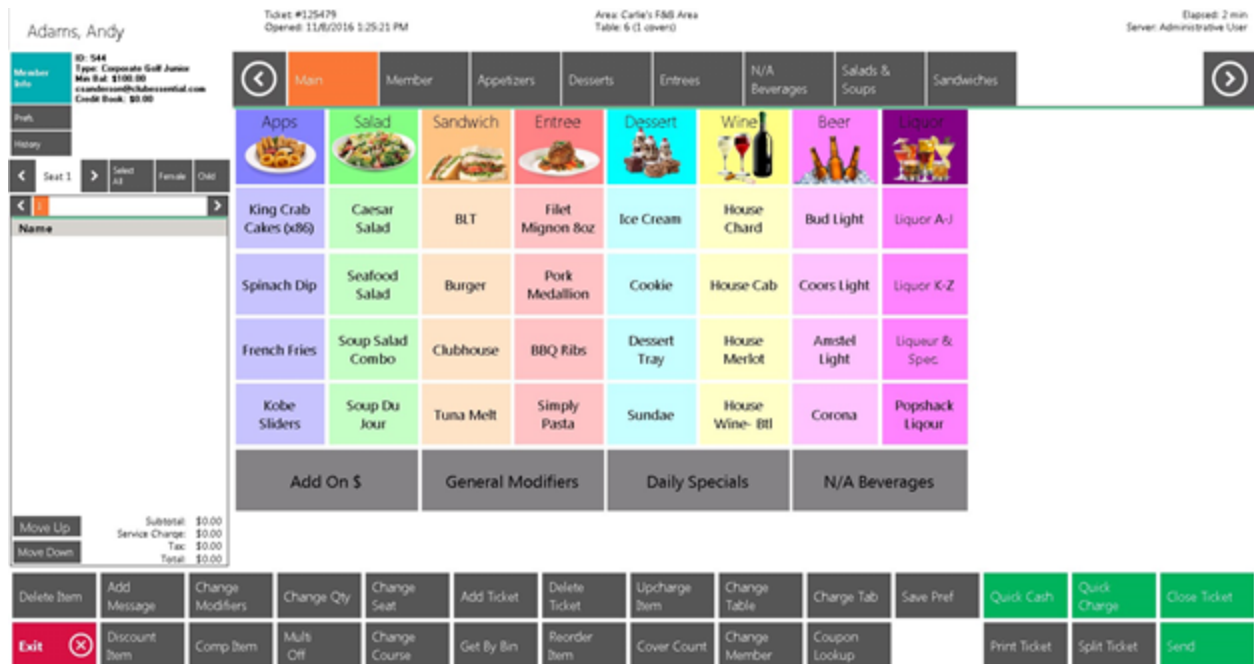 Adams, Andy
Ticket: #125479
Opened: 11/8/2016 1:25:21 PM
Area: Carlie's F&B Area
Table: 6 (1 covers)
Elapsed: 2 min
Server: Administrative User
Member Info
ID: 544
Type: Corporate Golf Junior
Min Bal: $100.00
csanderson@clubessential.com
Credit Book: $0.00
Prefs
History
Main
Member
Appetizers
Desserts
Entrees
N/A
Beverages
Salads &
Soups
Sandwiches
Seat 1
Select
All
Female
Child
1
Name
Apps
Salad
Sandwich
Entree
Dessert
Wine
Beer
Liquor
King Crab
Cakes (x86)
Caesar
Salad
BLT
Filet
Mignon 8oz
Ice Cream
House
Chard
Bud Light
Liquor A-J
Spinach Dip
Seafood
Salad
Burger
Pork
Medallion
Cookie
House Cab
Coors Light
Liquor K-Z
French Fries
Soup Salad
Combo
Clubhouse
BBQ Ribs
Dessert
Tray
House
Merlot
Amstel
Light
Liqueur &
Spec.
Kobe
Sliders
Soup Du
Jour
Tuna Melt
Simply
Pasta
Sundae
House
Wine- Btl
Corona
Popshack
Liqour
Add On $
General Modifiers
Daily Specials
N/A Beverages
Move Up
Move Down
Subtotal: $0.00
Service Charge: $0.00
Tax: $0.00
Total: $0.00
Delete Item
Add
Message
Change
Modifiers
Change Qty
Change
Seat
Add Ticket
Delete
Ticket
Upcharge
Item
Change
Table
Charge Tab
Save Pref
Quick Cash
Quick
Charge
Close Ticket
Exit
Discount
Item
Comp Item
Multi
Off
Change
Course
Get By Bin
Reorder
Item
Cover Count
Change
Member
Coupon
Lookup
Print Ticket
Split Ticket
Send